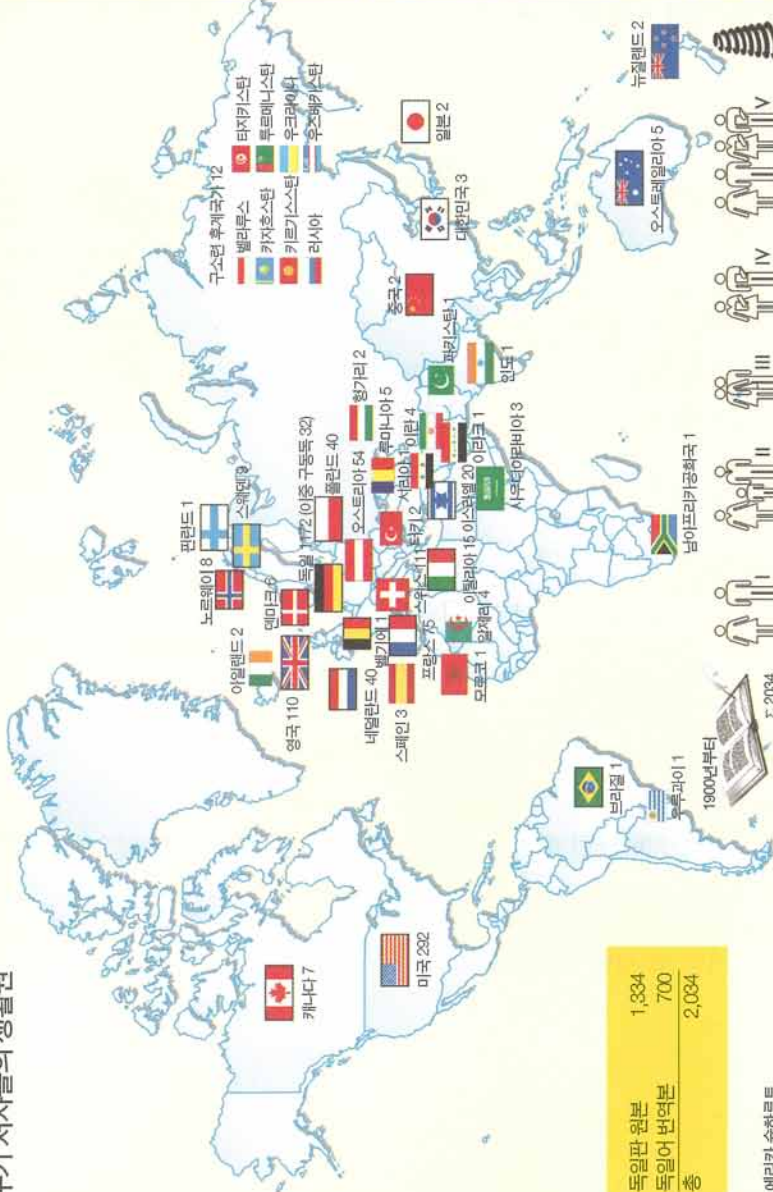 구소련 후계국가 12
벨라루스
카자흐스탄
키르기스스탄
러시아
타지키스탄
투르메니스탄
우크라이나
우즈베키스탄
핀란드 1
노르웨이 8
스웨덴 9
아일랜드 2
덴마크 6
영국 110
독일 1172 (이중 구동독 32)
폴란드 40
헝가리 2
네덜란드 40
벨기에 1
오스트리아 54
루마니아 5
스페인 3
프랑스 75
스위스 111
터키 2
시리아 1
이란 4
모로코 1
알제리 4
이탈리아 15
이스라엘 20
이라크 1
사우디아라비아 3
파키스탄 1
인도 1
중국 2
대한민국 3
일본 2
캐나다 7
미국 292
브라질 1
우루과이 1
남아프리카공화국 1
오스트레일리아 5
뉴질랜드 2
독일판 원본 1,334
독일어 번역본 700
총 2,034
1900년부터
Σ 2034
I
II
III
IV
V